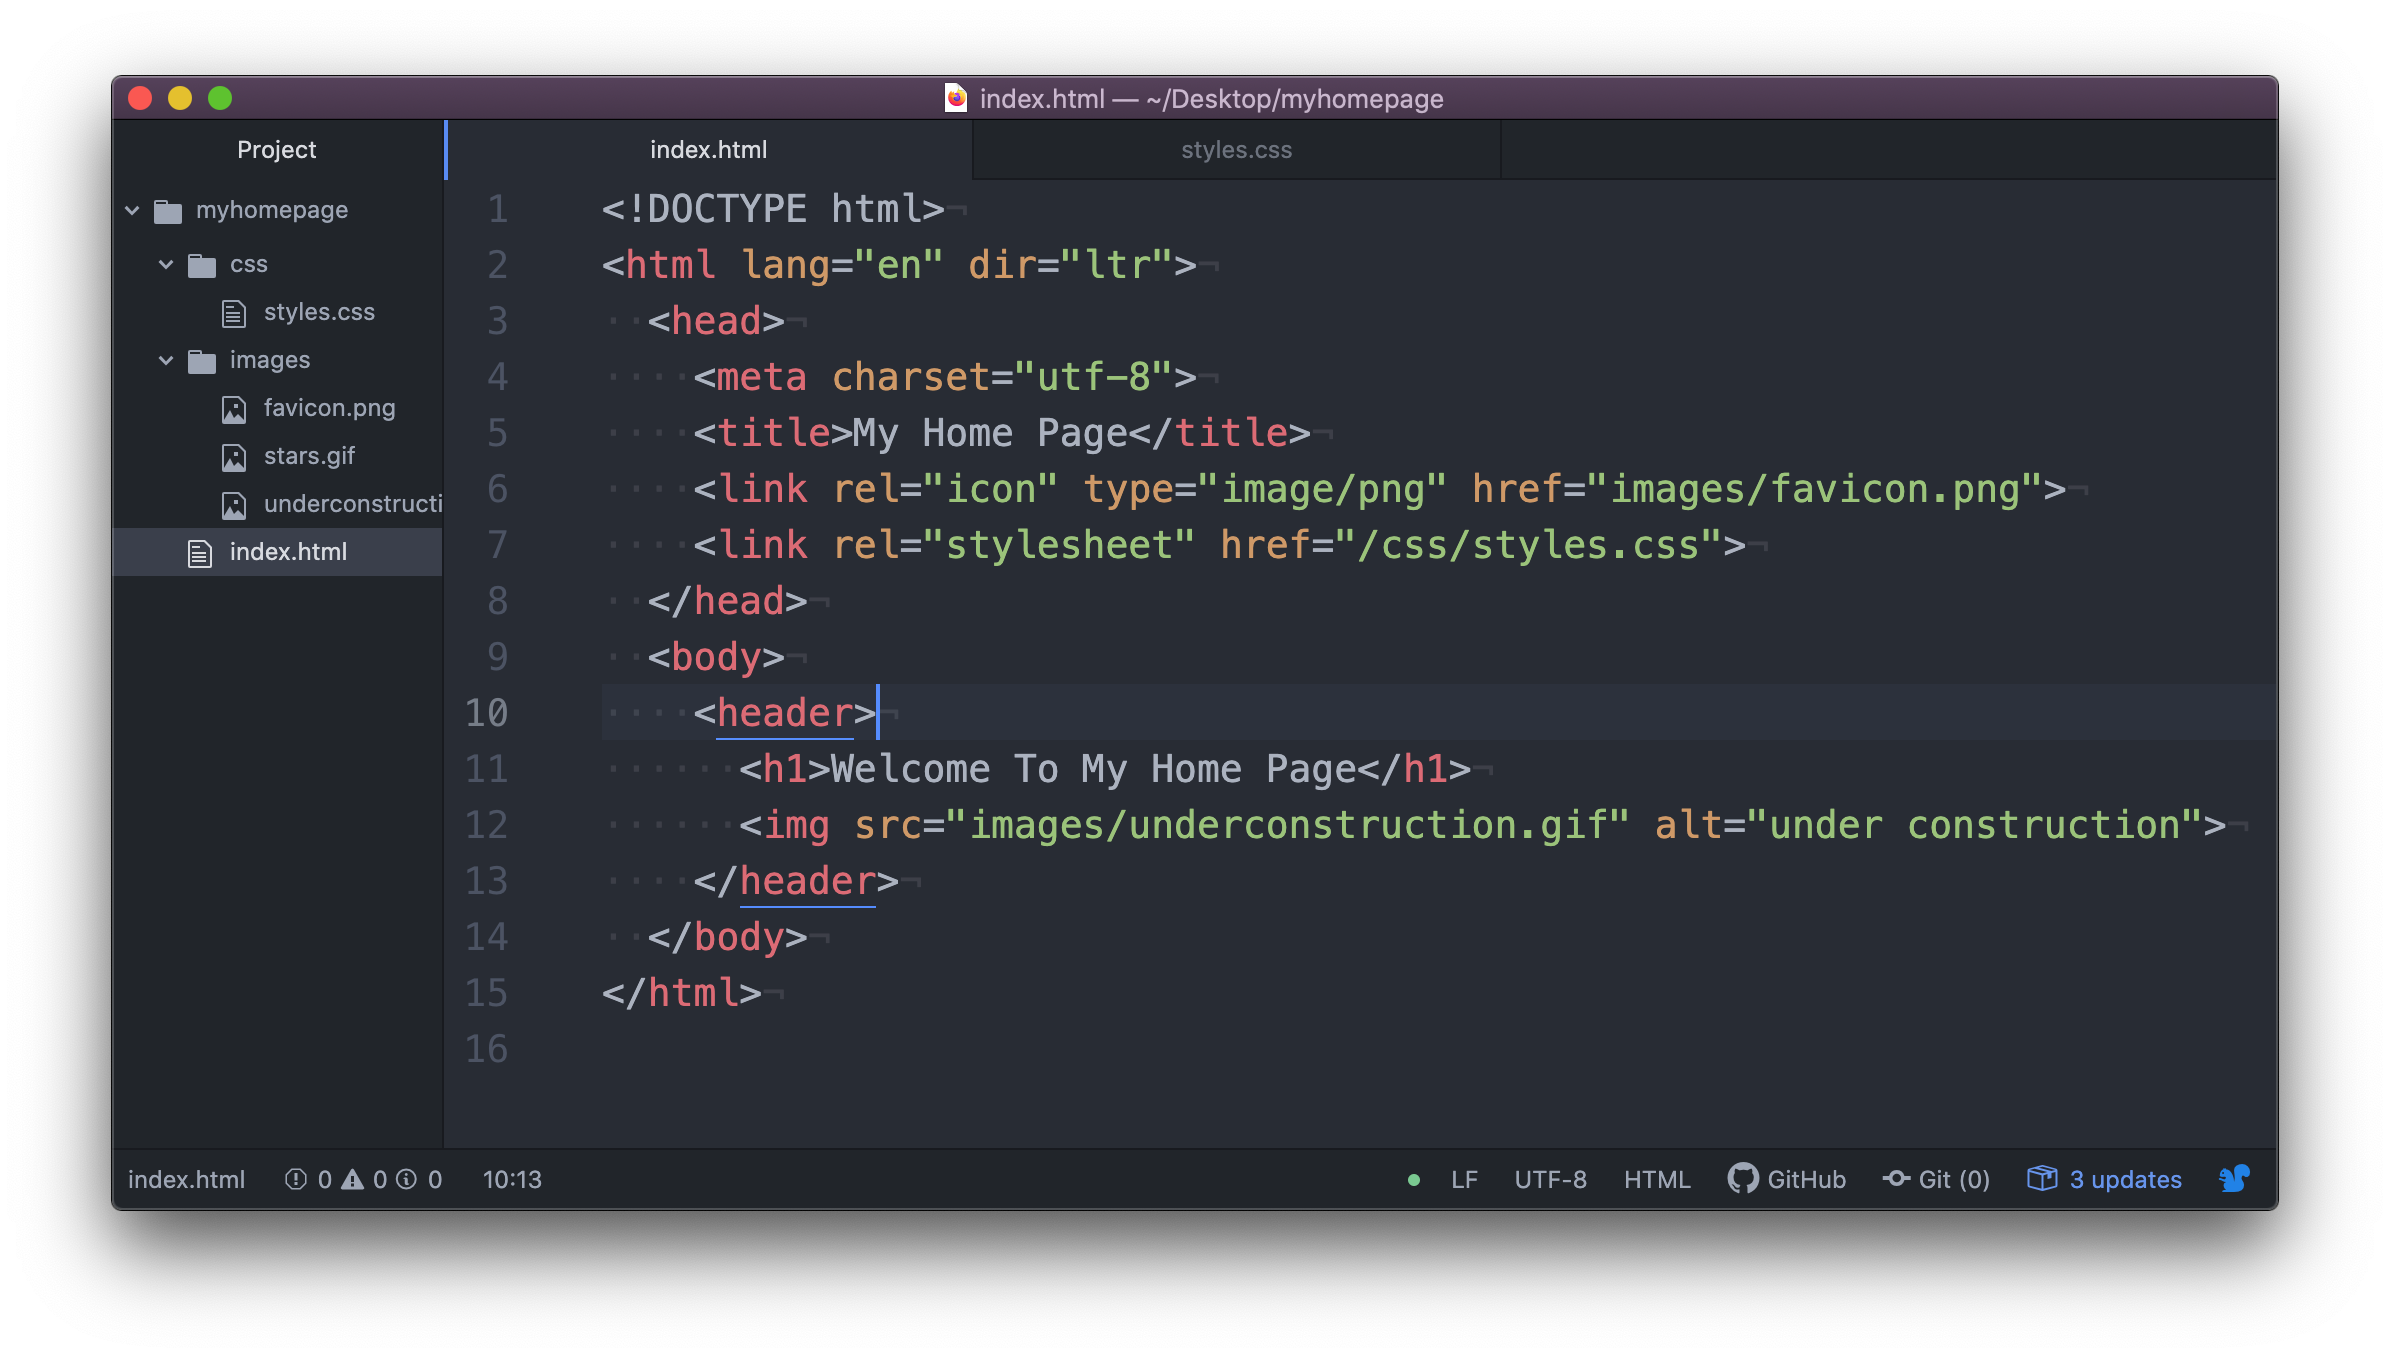 index.html — ~/Desktop/myhomepage
Project
index.html
styles.css
myhomepage
css
styles.css
images
favicon.png
stars.gif
underconstructi
index.html
1 <!DOCTYPE html>¬
2 <html lang="en" dir="ltr">¬
3 ··<head>¬
4 ····<meta charset="utf-8">¬
5 ····<title>My Home Page</title>¬
6 ····<link rel="icon" type="image/png" href="images/favicon.png">¬
7 ····<link rel="stylesheet" href="/css/styles.css">¬
8 ··</head>¬
9 ··<body>¬
10 ····<header>¬
11 ······<h1>Welcome To My Home Page</h1>¬
12 ······<img src="images/underconstruction.gif" alt="under construction">¬
13 ····</header>¬
14 ··</body>¬
15 </html>¬
16
index.html 0 0 0 10:13 LF UTF-8 HTML GitHub Git (0) 3 updates